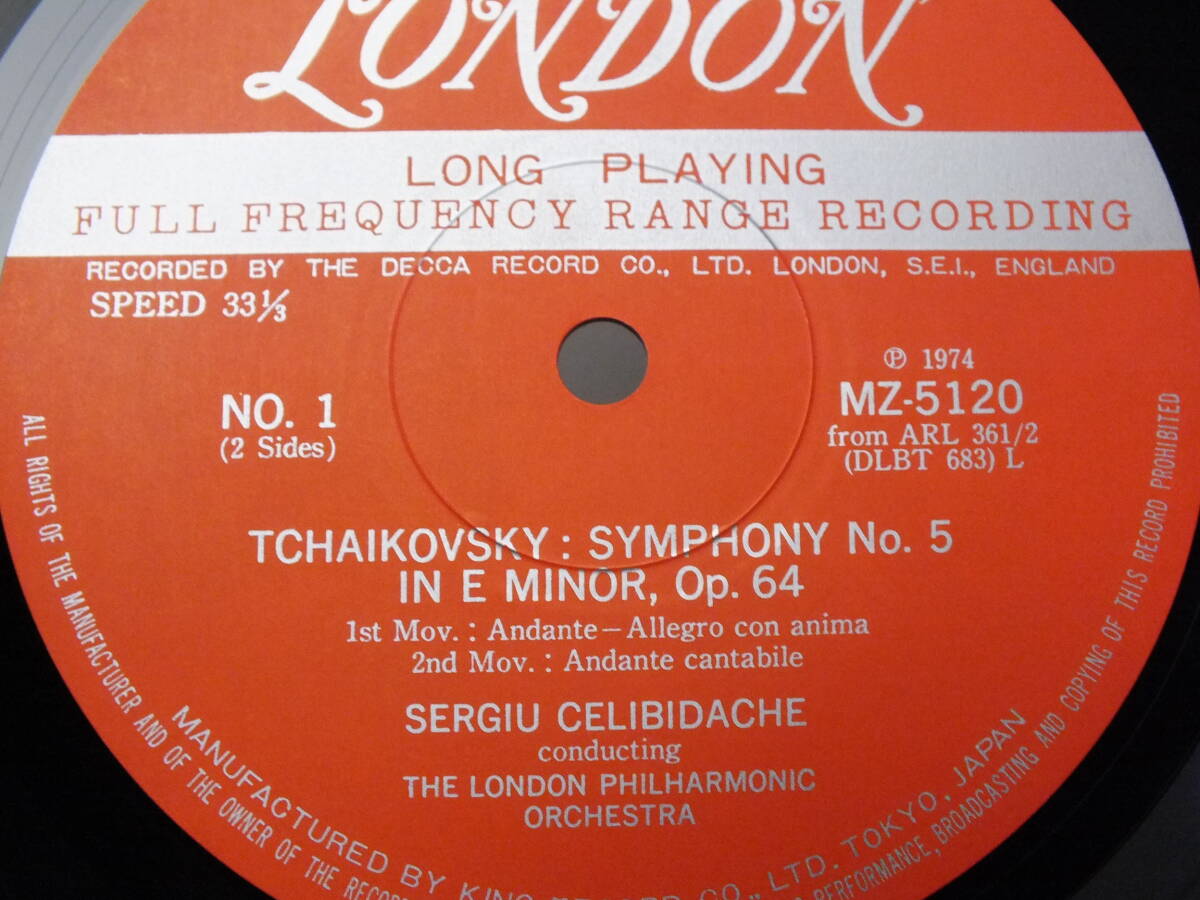 LONDON
LONG PLAYING
FULL FREQUENCY RANGE RECORDING
RECORDED BY THE DECCA RECORD CO., LTD. LONDON, S.E.I., ENGLAND
SPEED 33⅓
℗ 1974
NO. 1
MZ-5120
(2 Sides)
from ARL 361/2
(DLBT 683) L
TCHAIKOVSKY : SYMPHONY No. 5
IN E MINOR, Op. 64
1st Mov. : Andante—Allegro con anima
2nd Mov. : Andante cantabile
SERGIU CELIBIDACHE
conducting
THE LONDON PHILHARMONIC
ORCHESTRA
MANUFACTURED BY KING RECORD CO., LTD. TOKYO, JAPAN
ALL RIGHTS OF THE MANUFACTURER AND OF THE OWNER OF THE
PERFORMANCE, BROADCASTING AND COPYING OF THIS RECORD PROHIBITED